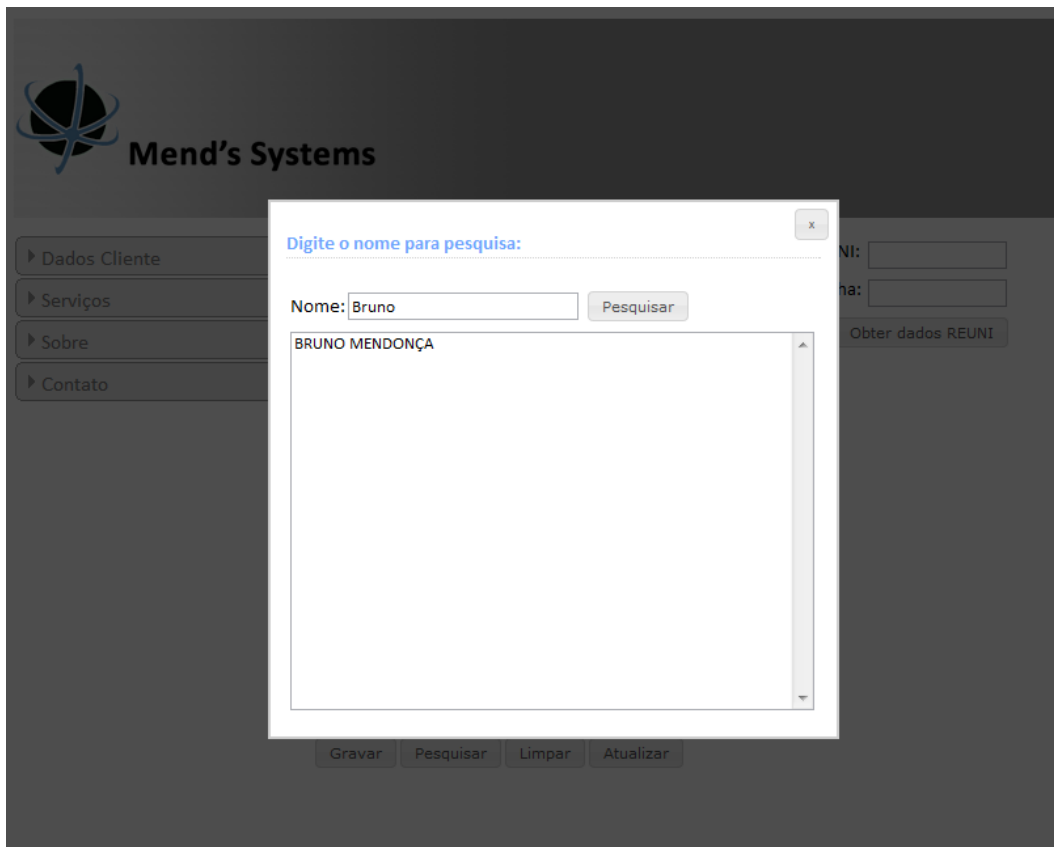 Mend's Systems
x
Digite o nome para pesquisa:
Nome: Bruno Pesquisar
BRUNO MENDONÇA
Dados Cliente
Serviços
Sobre
Contato
NI:
ha:
Obter dados REUNI
Gravar Pesquisar Limpar Atualizar